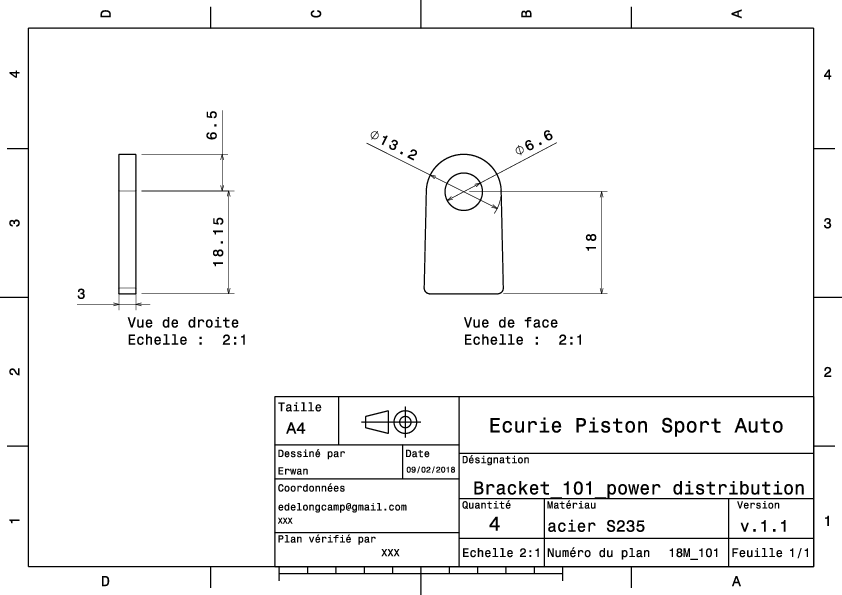 D C B A
4 4
6.5
Ø13.2 Ø6.6
3 3
18.15 18
3
Vue de droite
Echelle : 2:1
Vue de face
Echelle : 2:1
2 2
Taille
A4
Ecurie Piston Sport Auto
Dessiné par
Erwan
Date
09/02/2018
Désignation
Bracket_101_power distribution
Coordonnées
edelongcamp@gmail.com
xxx
Quantité
4
Matériau
acier S235
Version
v.1.1
1 1
Plan vérifié par
XXX
Echelle 2:1
Numéro du plan 18M_101
Feuille 1/1
D A